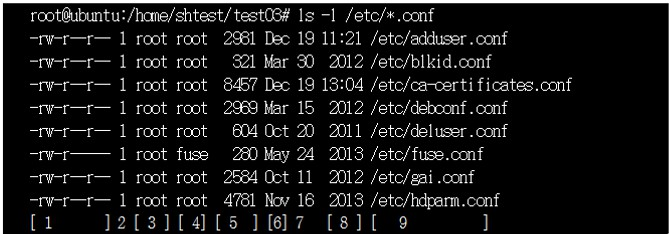 root@ubuntu:/home/shtest/test03# ls -l /etc/*.conf
-rw-r--r-- 1 root root  2981 Dec 19 11:21 /etc/adduser.conf
-rw-r--r-- 1 root root   321 Mar 30  2012 /etc/blkid.conf
-rw-r--r-- 1 root root  8457 Dec 19 13:04 /etc/ca-certificates.conf
-rw-r--r-- 1 root root  2969 Mar 15  2012 /etc/debconf.conf
-rw-r--r-- 1 root root   604 Oct 20  2011 /etc/deluser.conf
-rw-r----- 1 root fuse   280 May 24  2013 /etc/fuse.conf
-rw-r--r-- 1 root root  2584 Oct 11  2012 /etc/gai.conf
-rw-r--r-- 1 root root  4781 Nov 16  2013 /etc/hdparm.conf
[ 1      ] 2 [ 3 ] [ 4] [ 5  ] [6] 7   [ 8 ] [   9         ]